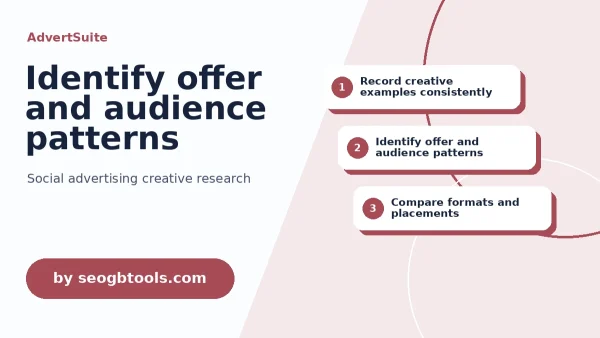 AdvertSuite
Identify offer
and audience
patterns
Social advertising creative research
by seogbtools.com
1
Record creative
examples consistently
2
Identify offer and
audience patterns
3
Compare formats and
placements